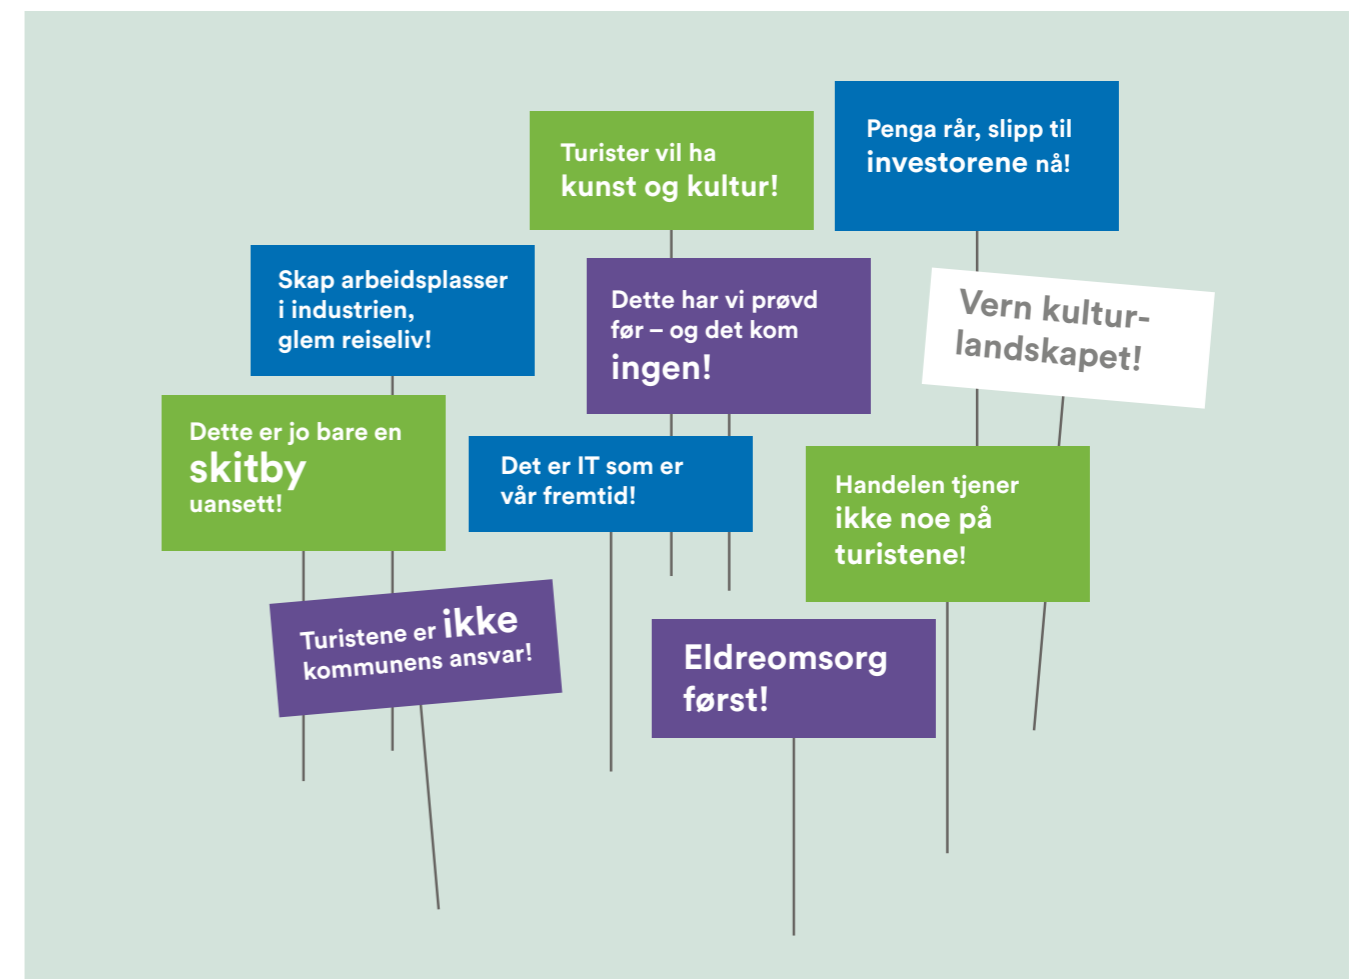 Penga rår, slipp til
investorene nå!
Turister vil ha
kunst og kultur!
Skap arbeidsplasser
i industrien,
glem reiseliv!
Dette har vi prøvd
før – og det kom
ingen!
Vern kultur-
landskapet!
Dette er jo bare en
skitby
uansett!
Det er IT som er
vår fremtid!
Handelen tjener
ikke noe på
turistene!
Turistene er ikke
kommunens ansvar!
Eldreomsorg
først!